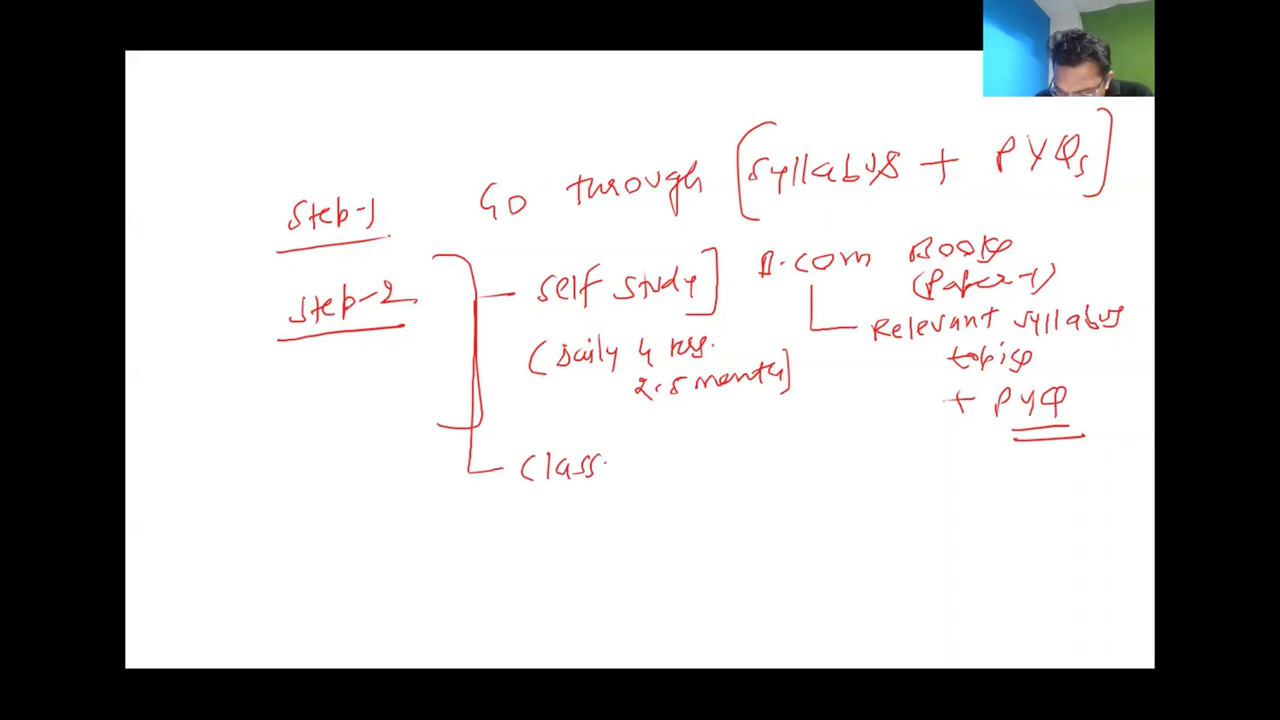 Step-1 Go through [Syllabus + PYQs]
Step-2
Self Study] B.com Books
(Paper-1)
Relevant Syllabus
topics
+ PYQ
(Daily 4 hrs.
2.5 months]
Class.